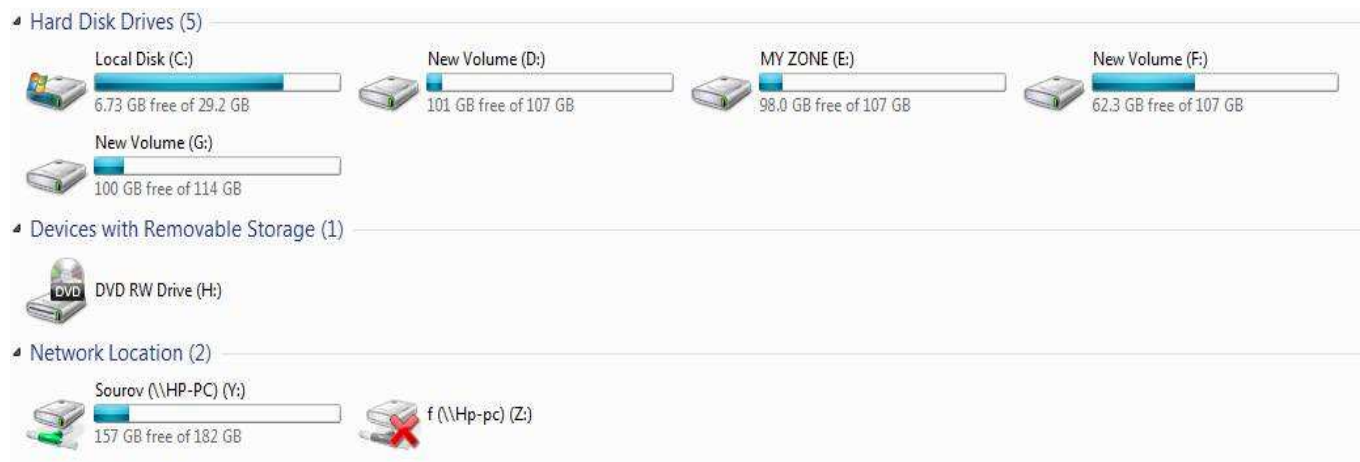 Hard Disk Drives (5)
Local Disk (C:)
6.73 GB free of 29.2 GB
New Volume (D:)
101 GB free of 107 GB
MY ZONE (E:)
98.0 GB free of 107 GB
New Volume (F:)
62.3 GB free of 107 GB
New Volume (G:)
100 GB free of 114 GB
Devices with Removable Storage (1)
DVD
DVD RW Drive (H:)
Network Location (2)
Sourov (\\HP-PC) (Y:)
157 GB free of 182 GB
f (\\Hp-pc) (Z:)